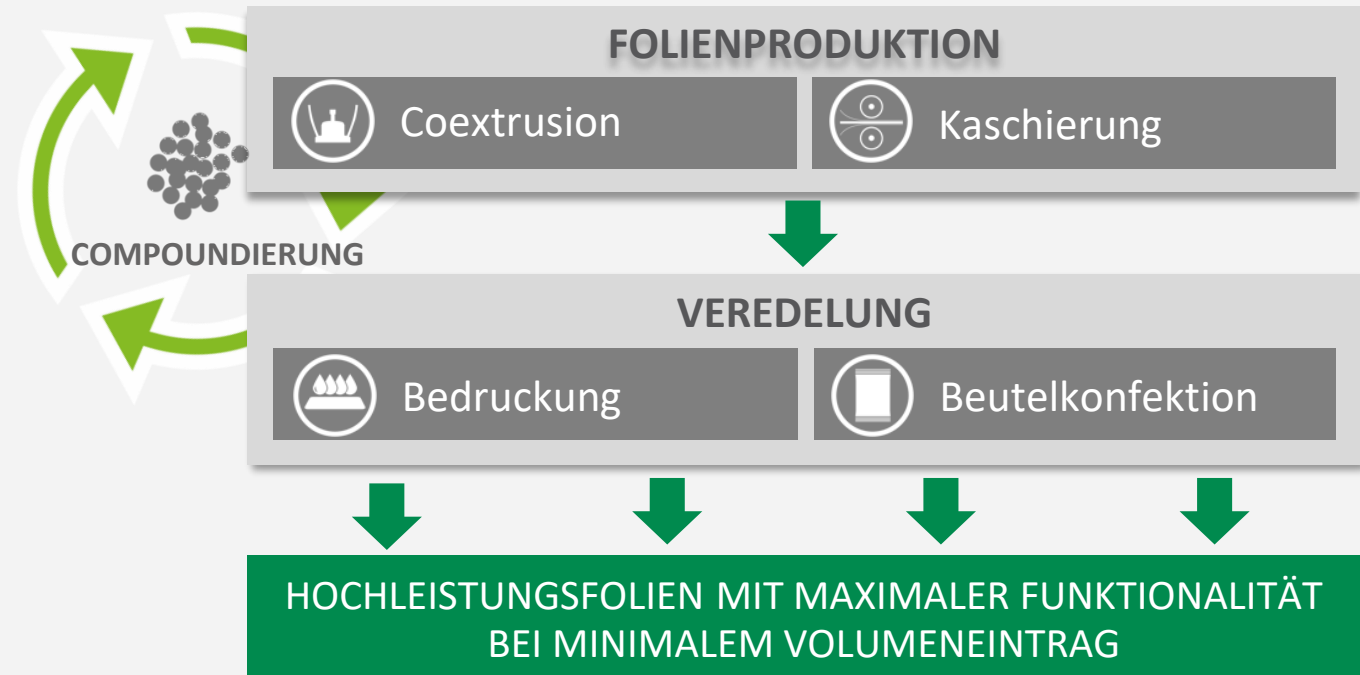 FOLIENPRODUKTION
Coextrusion
Kaschierung
COMPOUNDIERUNG
VEREDELUNG
Bedruckung
Beutelkonfektion
HOCHLEISTUNGSFOLIEN MIT MAXIMALER FUNKTIONALITÄT
BEI MINIMALEM VOLUMENEINTRAG